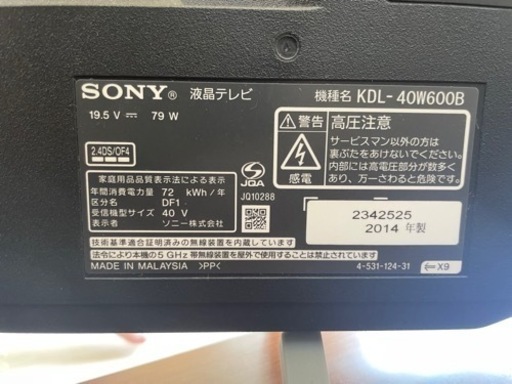 SONY® 液晶テレビ
機種名 KDL-40W600B
19.5 V ⎓ 79 W
2.4DS/OF4
家庭用品品質表示法による表示
年間消費電力量 72 kWh/年
区分名 DF1
受信機型サイズ 40 V
ソニー株式会社
JQA
JQ10288
警告 高圧注意
感電
サービスマン以外の方は
裏ぶたをあけないでください。
内部には高電圧部分が数多く
あり、万一さわると危険です。
2342525
2014 年製
技術基準適合証明済みの無線装置を内蔵しています
法令により本機の5 GHz 帯無線装置を屋外で使用することは禁止されています
MADE IN MALAYSIA >PP<
4-531-124-31
X9